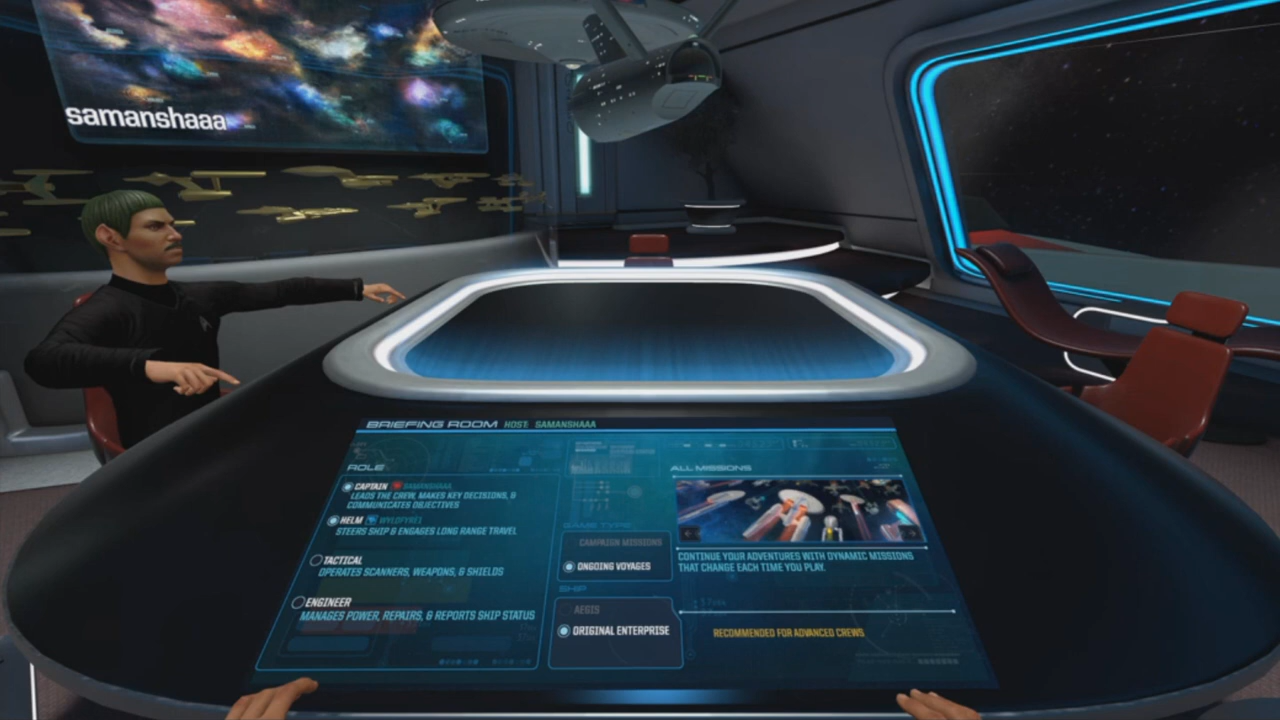 samanshaaa
BRIEFING ROOM HOST: SAMANSHAAA
ROLE
CAPTAIN SAMANSHAAA
LEADS THE CREW, MAKES KEY DECISIONS, &
COMMUNICATES OBJECTIVES
HELM WYLDFYRE1
STEERS SHIP & ENGAGES LONG RANGE TRAVEL
TACTICAL
OPERATES SCANNERS, WEAPONS, & SHIELDS
ENGINEER
MANAGES POWER, REPAIRS, & REPORTS SHIP STATUS
GAME TYPE
CAMPAIGN MISSIONS
ONGOING VOYAGES
SHIP
AEGIS
ORIGINAL ENTERPRISE
ALL MISSIONS
CONTINUE YOUR ADVENTURES WITH DYNAMIC MISSIONS
THAT CHANGE EACH TIME YOU PLAY.
RECOMMENDED FOR ADVANCED CREWS